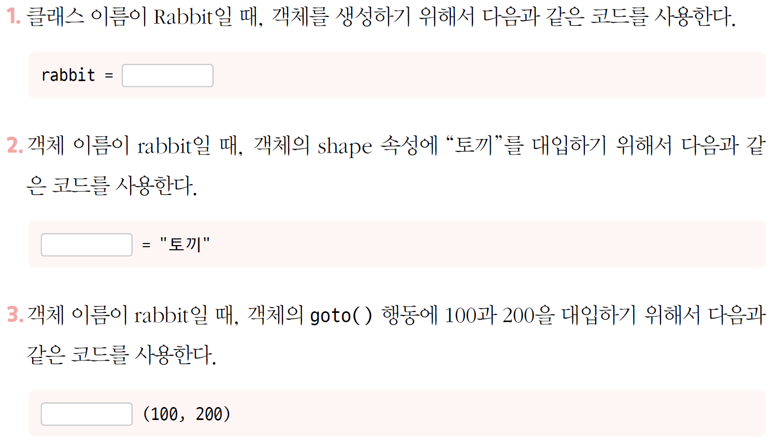 1. 클래스 이름이 Rabbit일 때, 객체를 생성하기 위해서 다음과 같은 코드를 사용한다.
rabbit =
2. 객체 이름이 rabbit일 때, 객체의 shape 속성에 “토끼”를 대입하기 위해서 다음과 같
은 코드를 사용한다.
= "토끼"
3. 객체 이름이 rabbit일 때, 객체의 goto() 행동에 100과 200을 대입하기 위해서 다음과
같은 코드를 사용한다.
(100, 200)